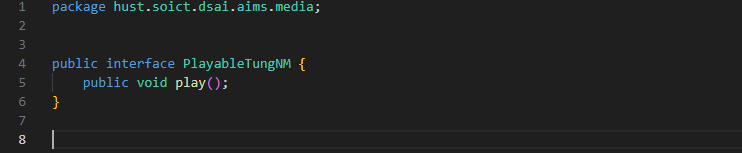 1 package hust.soict.dsai.aims.media;
2
3
4 public interface PlayableTungNM {
5     public void play();
6 }
7
8